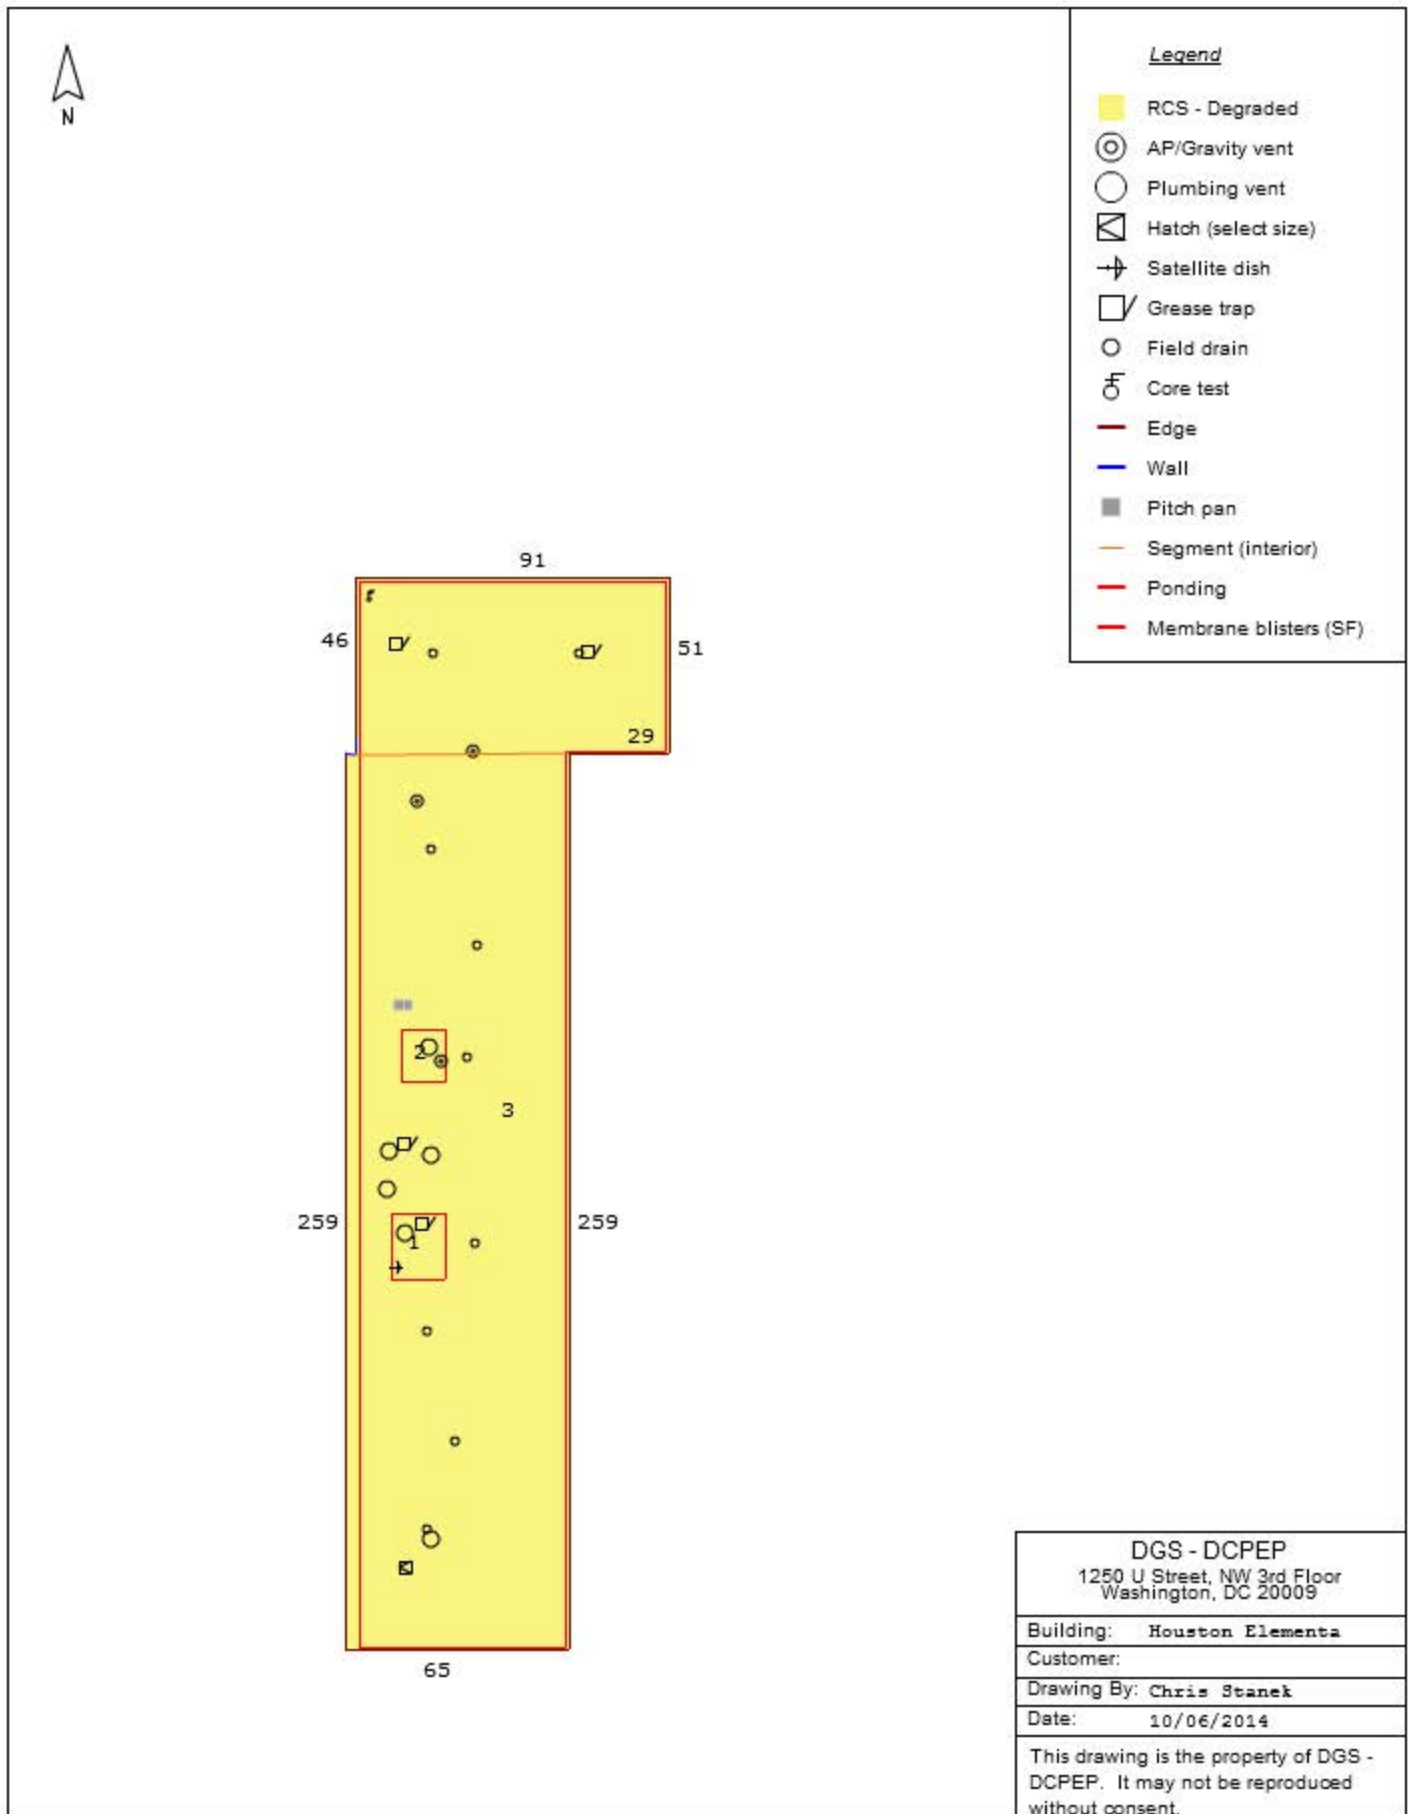 N
Legend
RCS - Degraded
AP/Gravity vent
Plumbing vent
Hatch (select size)
Satellite dish
Grease trap
Field drain
Core test
Edge
Wall
Pitch pan
Segment (interior)
Ponding
Membrane blisters (SF)
91
46
51
29
2
3
259
259
1
65
DGS - DCPEP
1250 U Street, NW 3rd Floor
Washington, DC 20009
Building: Houston Elementa
Customer:
Drawing By: Chris Stanek
Date: 10/06/2014
This drawing is the property of DGS -
DCPEP. It may not be reproduced
without consent.